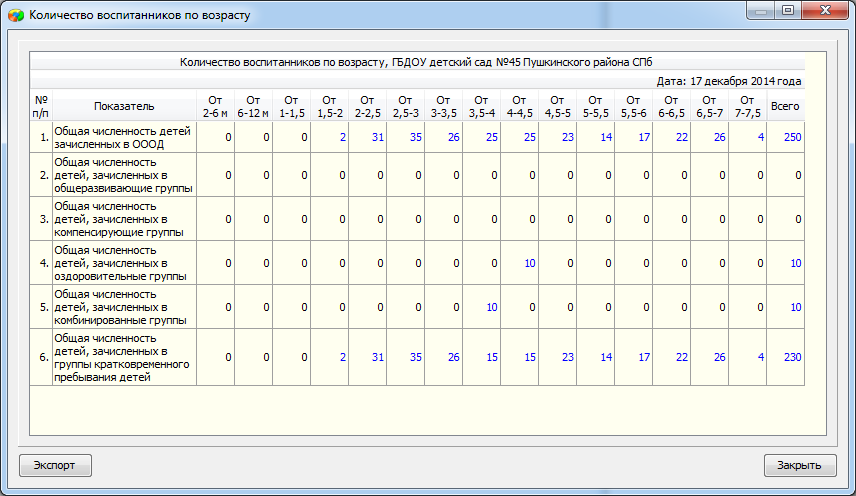 Количество воспитанников по возрасту
Количество воспитанников по возрасту, ГБДОУ детский сад №45 Пушкинского района СПб
Дата: 17 декабря 2014 года
№ п/п Показатель От 2-6 м От 6-12 м От 1-1,5 От 1,5-2 От 2-2,5 От 2,5-3 От 3-3,5 От 3,5-4 От 4-4,5 От 4,5-5 От 5-5,5 От 5,5-6 От 6-6,5 От 6,5-7 От 7-7,5 Всего
1. Общая численность детей
зачисленных в ОООД 0 0 0 2 31 35 26 25 25 23 14 17 22 26 4 250
2. Общая численность
детей, зачисленных в
общеразвивающие группы 0 0 0 0 0 0 0 0 0 0 0 0 0 0 0 0
3. Общая численность
детей, зачисленных в
компенсирующие группы 0 0 0 0 0 0 0 0 0 0 0 0 0 0 0 0
4. Общая численность
детей, зачисленных в
оздоровительные группы 0 0 0 0 0 0 0 0 10 0 0 0 0 0 0 10
5. Общая численность
детей, зачисленных в
комбинированные группы 0 0 0 0 0 0 0 10 0 0 0 0 0 0 0 10
6. Общая численность
детей, зачисленных в
группы кратковременного
пребывания детей 0 0 0 2 31 35 26 15 15 23 14 17 22 26 4 230
Экспорт Закрыть